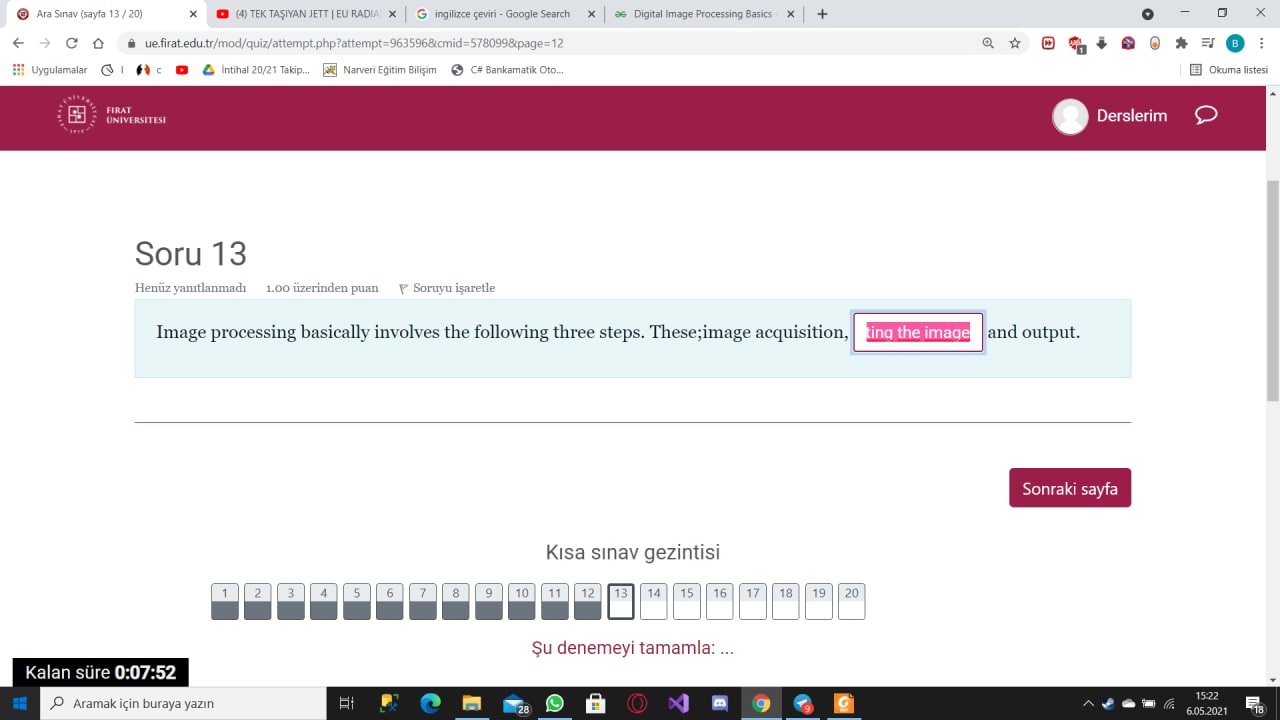 Ara Sınav (sayfa 13 / 20)
(4) TEK TAŞIYAN JETT | EU RADIA
ingilizce çeviri - Google Search
Digital Image Processing Basics -
ue.firat.edu.tr/mod/quiz/attempt.php?attempt=963596&cmid=578099&page=12
1
B
Uygulamalar
l
c
İntihal 20/21 Takip...
Narveri Eğitim Bilişim
C# Bankamatik Oto...
Okuma listesi
FIRAT
ÜNİVERSİTESİ
Derslerim
Soru 13
Henüz yanıtlanmadı 1.00 üzerinden puan Soruyu işaretle
Image processing basically involves the following three steps. These;image acquisition, ting the image and output.
Sonraki sayfa
Kısa sınav gezintisi
1 2 3 4 5 6 7 8 9 10 11 12 13 14 15 16 17 18 19 20
Şu denemeyi tamamla: ...
Kalan süre 0:07:52
Aramak için buraya yazın
28
9
15:22
6.05.2021
18